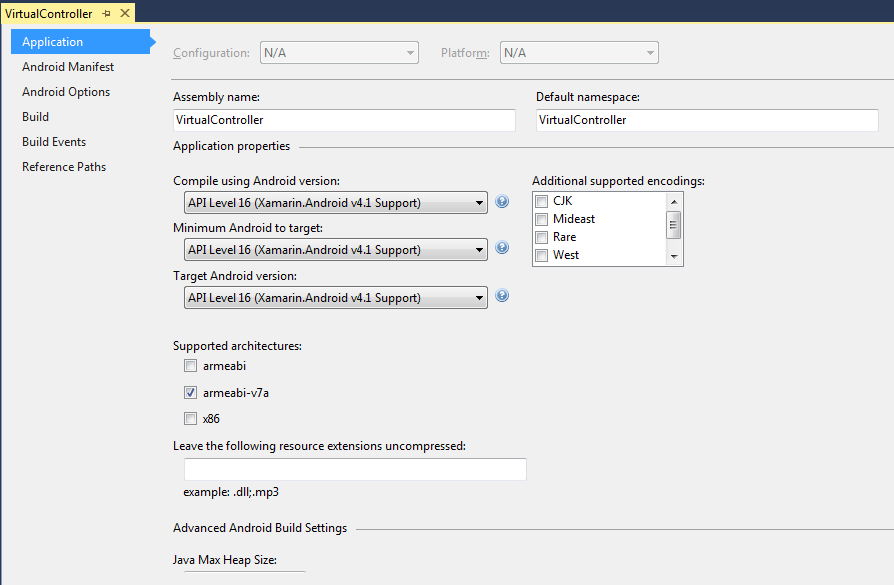 VirtualController
Application
Android Manifest
Android Options
Build
Build Events
Reference Paths
Configuration: N/A Platform: N/A
Assembly name: Default namespace:
VirtualController VirtualController
Application properties
Compile using Android version: Additional supported encodings:
API Level 16 (Xamarin.Android v4.1 Support) CJK
Minimum Android to target: Mideast
API Level 16 (Xamarin.Android v4.1 Support) Rare
West
Target Android version:
API Level 16 (Xamarin.Android v4.1 Support)
Supported architectures:
armeabi
armeabi-v7a
x86
Leave the following resource extensions uncompressed:
example: .dll;.mp3
Advanced Android Build Settings
Java Max Heap Size: